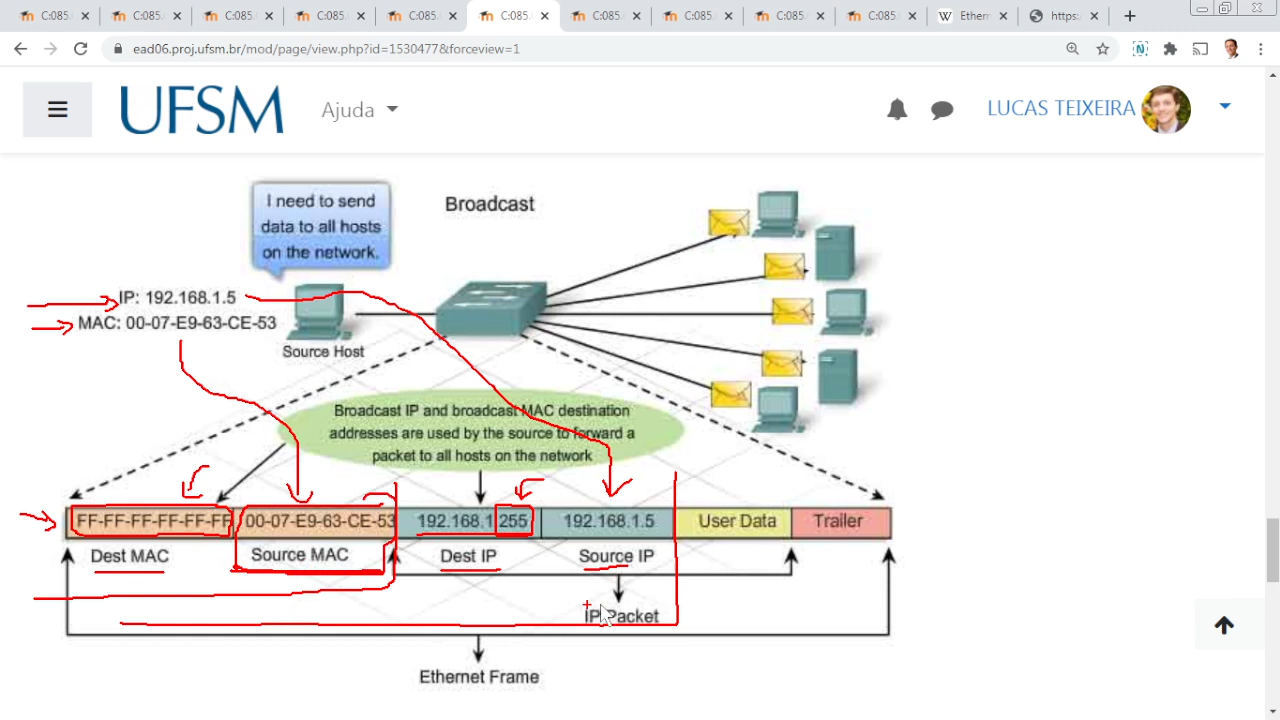 C:085. C:085. C:085. C:085. C:085. C:085. C:085. C:085. C:085. C:085. W Ethern https:
ead06.proj.ufsm.br/mod/page/view.php?id=1530477&forceview=1
N
UFSM Ajuda LUCAS TEIXEIRA
I need to send
data to all hosts
on the network.
Broadcast
IP: 192.168.1.5
MAC: 00-07-E9-63-CE-53
Source Host
Broadcast IP and broadcast MAC destination
addresses are used by the source to forward a
packet to all hosts on the network
FF-FF-FF-FF-FF-FF 00-07-E9-63-CE-53 192.168.1.255 192.168.1.5 User Data Trailer
Dest MAC Source MAC Dest IP Source IP
IP Packet
Ethernet Frame